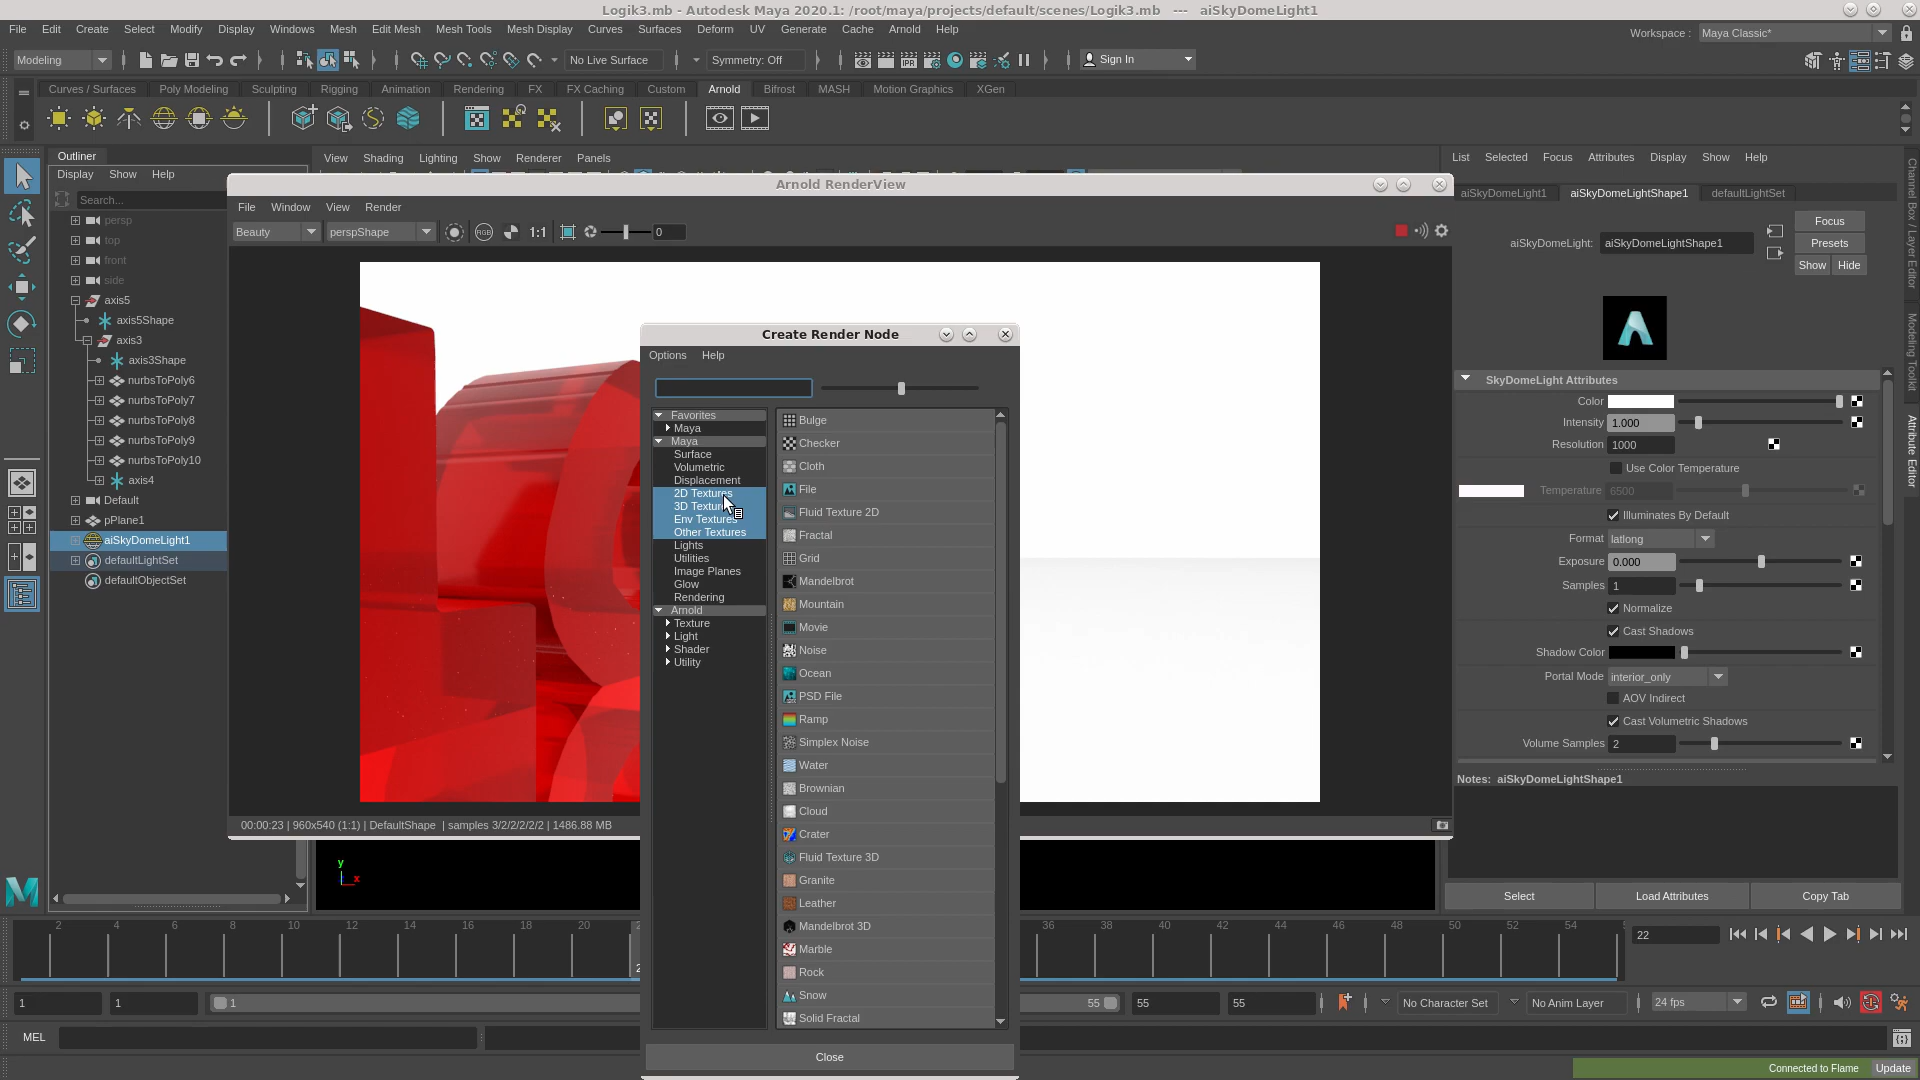 Logik3.mb - Autodesk Maya 2020.1: /root/maya/projects/default/scenes/Logik3.mb --- aiSkyDomeLight1
File Edit Create Select Modify Display Windows Mesh Edit Mesh Mesh Tools Mesh Display Curves Surfaces Deform UV Generate Cache Arnold Help
Workspace : Maya Classic*
Modeling No Live Surface Symmetry: Off Sign In
Curves / Surfaces Poly Modeling Sculpting Rigging Animation Rendering FX FX Caching Custom Arnold Bifrost MASH Motion Graphics XGen
Outliner
Display Show Help
Search...
persp
top
front
side
axis5
axis5Shape
axis3
axis3Shape
nurbsToPoly6
nurbsToPoly7
nurbsToPoly8
nurbsToPoly9
nurbsToPoly10
axis4
Default
pPlane1
aiSkyDomeLight1
defaultLightSet
defaultObjectSet
View Shading Lighting Show Renderer Panels
Arnold RenderView
File Window View Render
Beauty perspShape RGB 1:1 0
00:00:23 | 960x540 (1:1) | DefaultShape | samples 3/2/2/2/2/2 | 1486.88 MB
y
x
Create Render Node
Options Help
Favorites
Maya
Maya
Surface
Volumetric
Displacement
2D Textures
3D Textur
Env Textures
Other Textures
Lights
Utilities
Image Planes
Glow
Rendering
Arnold
Texture
Light
Shader
Utility
Bulge
Checker
Cloth
File
Fluid Texture 2D
Fractal
Grid
Mandelbrot
Mountain
Movie
Noise
Ocean
PSD File
Ramp
Simplex Noise
Water
Brownian
Cloud
Crater
Fluid Texture 3D
Granite
Leather
Mandelbrot 3D
Marble
Rock
Snow
Solid Fractal
Close
List Selected Focus Attributes Display Show Help
aiSkyDomeLight1 aiSkyDomeLightShape1 defaultLightSet
aiSkyDomeLight: aiSkyDomeLightShape1
Focus
Presets
Show Hide
SkyDomeLight Attributes
Color
Intensity 1.000
Resolution 1000
Use Color Temperature
Temperature 6500
Illuminates By Default
Format latlong
Exposure 0.000
Samples 1
Normalize
Cast Shadows
Shadow Color
Portal Mode interior_only
AOV Indirect
Cast Volumetric Shadows
Volume Samples 2
Notes: aiSkyDomeLightShape1
Select Load Attributes Copy Tab
Channel Box / Layer Editor
Modeling Toolkit
Attribute Editor
2 4 6 8 10 12 14 16 18 20 36 38 40 42 44 46 48 50 52 54
22
1 1 1 55 55 55 No Character Set No Anim Layer 24 fps
MEL
Connected to Flame Update